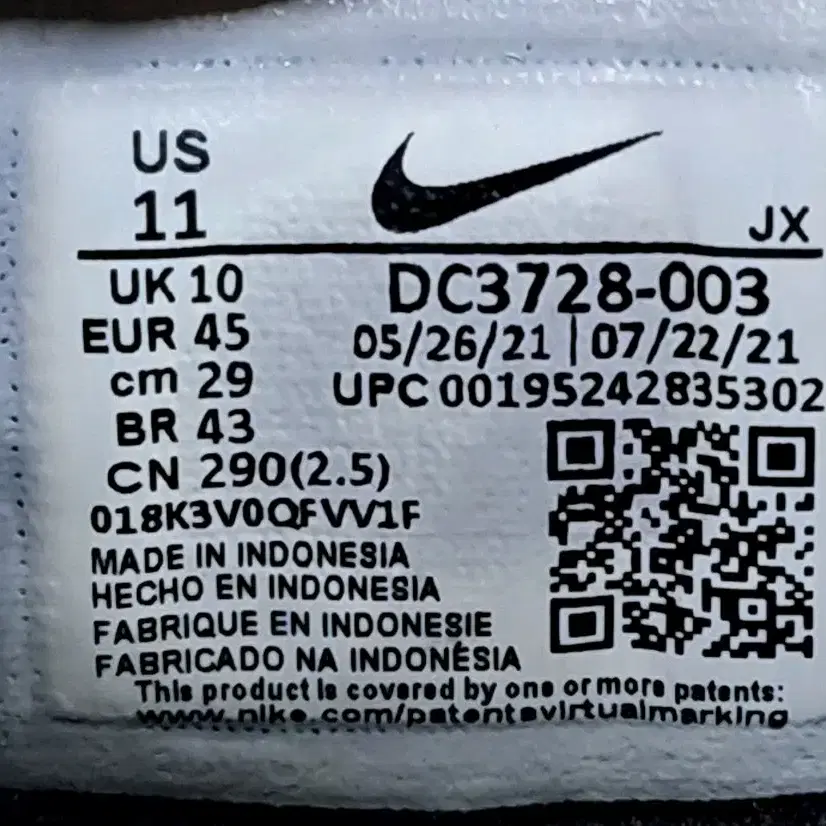 US
11
JX
UK 10
DC3728-003
EUR 45
05/26/21 | 07/22/21
cm 29
UPC 00195242835302
BR 43
CN 290(2.5)
018K3V0QFVV1F
MADE IN INDONESIA
HECHO EN INDONESIA
FABRIQUE EN INDONESIE
FABRICADO NA INDONÉSIA
This product is covered by one or more patents:
www.nike.com/patentsvirtualmarking